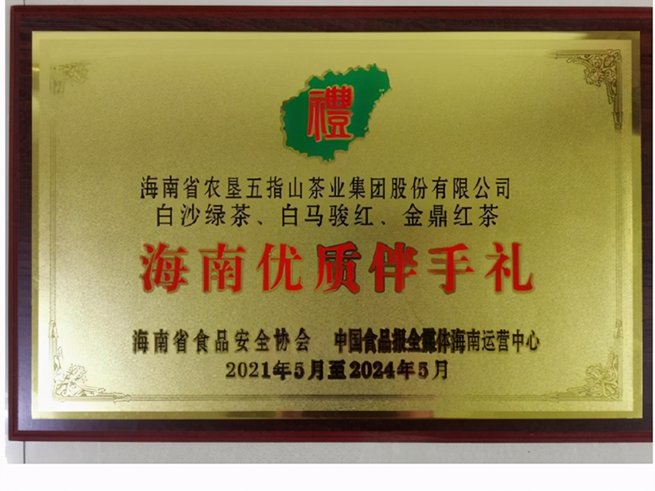 禮
海南省农垦五指山茶业集团股份有限公司
白沙绿茶、白马骏红、金鼎红茶
海南优质伴手礼
海南省食品安全协会 中国食品报全媒体海南运营中心
2021年5月至2024年5月